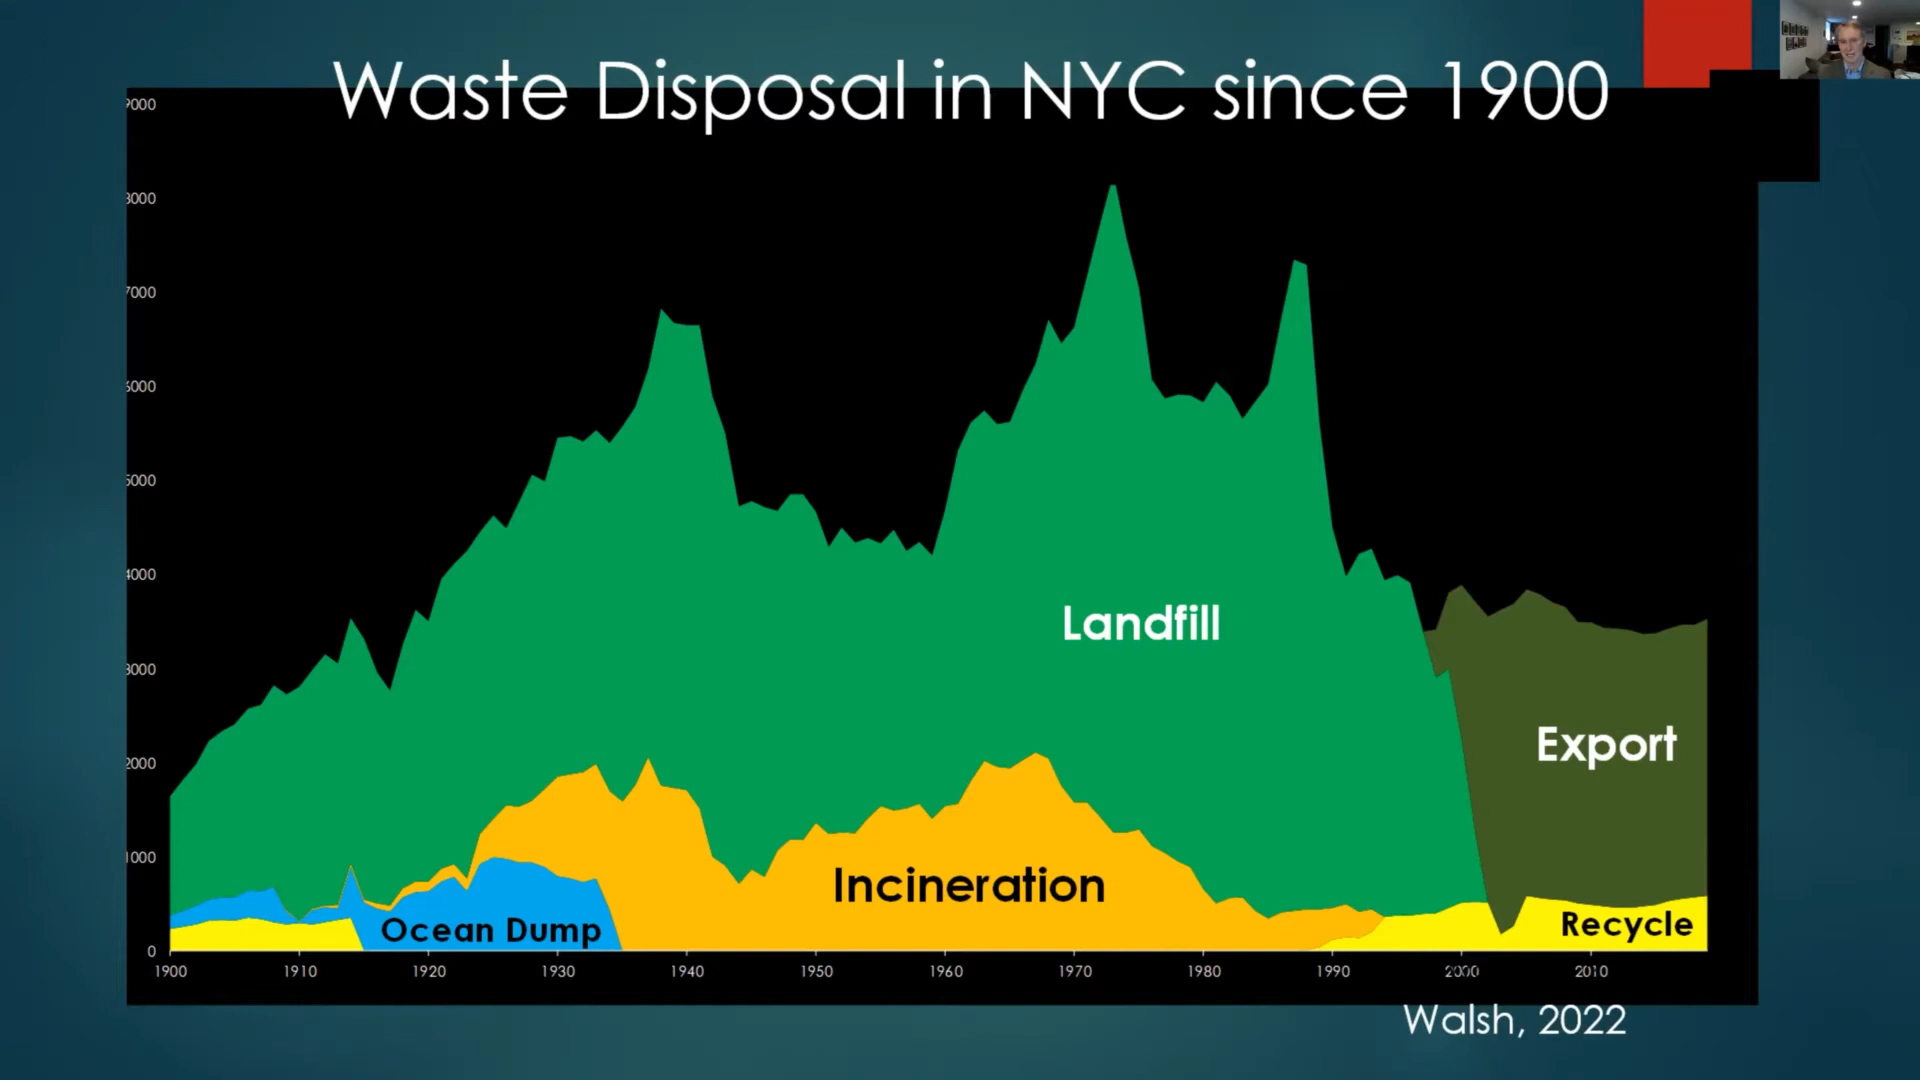 Waste Disposal in NYC since 1900
9000
8000
7000
6000
5000
4000
3000
2000
1000
0
Landfill
Export
Incineration
Ocean Dump
Recycle
1900 1910 1920 1930 1940 1950 1960 1970 1980 1990 2000 2010
Walsh, 2022